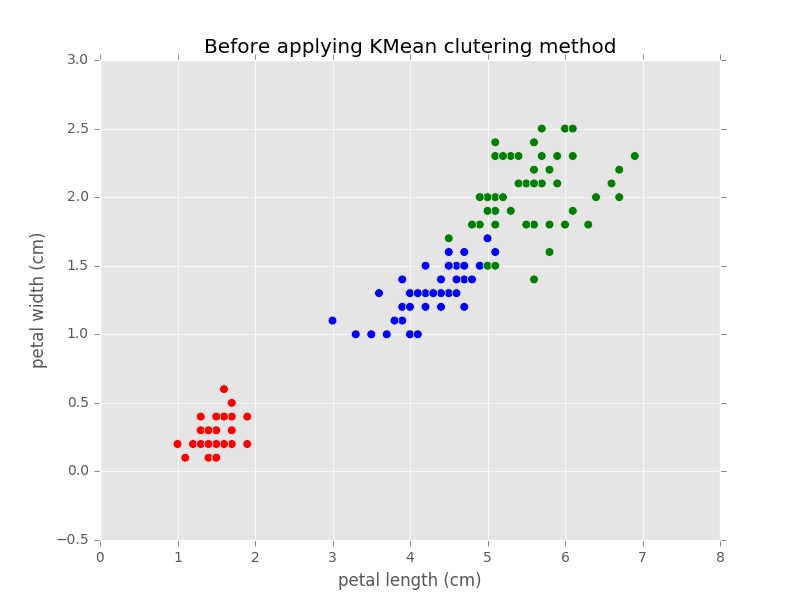 Before applying KMean clutering method
3.0
2.5
2.0
1.5
1.0
0.5
0.0
−0.5
0 1 2 3 4 5 6 7 8
petal width (cm)
petal length (cm)